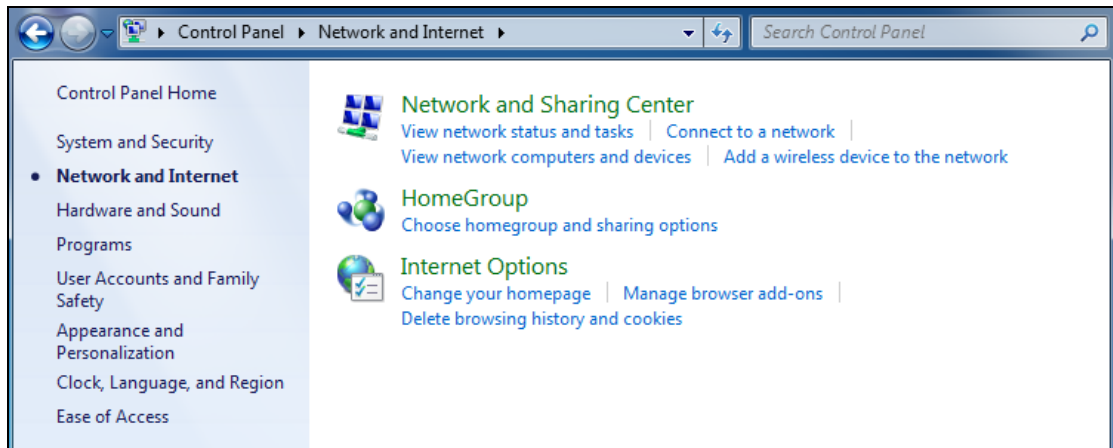 Control Panel Network and Internet Search Control Panel
Control Panel Home
System and Security
Network and Internet
Hardware and Sound
Programs
User Accounts and Family
Safety
Appearance and
Personalization
Clock, Language, and Region
Ease of Access
Network and Sharing Center
View network status and tasks Connect to a network
View network computers and devices Add a wireless device to the network
HomeGroup
Choose homegroup and sharing options
Internet Options
Change your homepage Manage browser add-ons
Delete browsing history and cookies